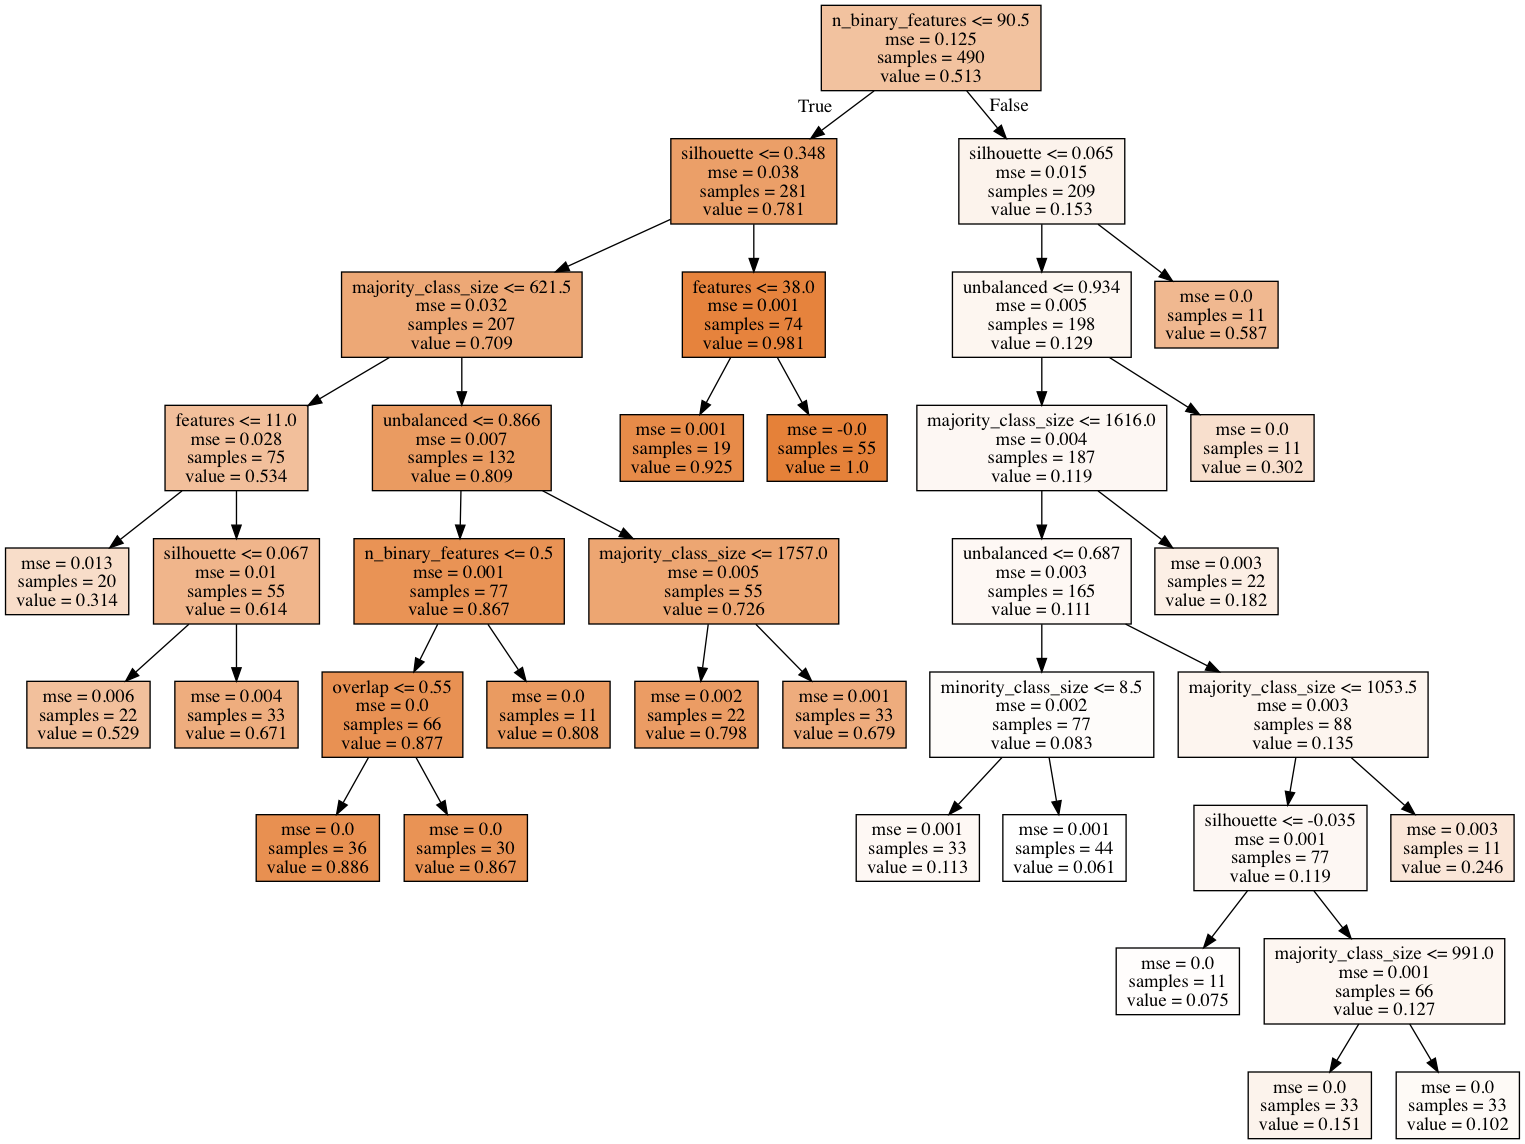 n_binary_features <= 90.5
mse = 0.125
samples = 490
value = 0.513
True
False
silhouette <= 0.348
mse = 0.038
samples = 281
value = 0.781
silhouette <= 0.065
mse = 0.015
samples = 209
value = 0.153
majority_class_size <= 621.5
mse = 0.032
samples = 207
value = 0.709
features <= 38.0
mse = 0.001
samples = 74
value = 0.981
unbalanced <= 0.934
mse = 0.005
samples = 198
value = 0.129
mse = 0.0
samples = 11
value = 0.587
features <= 11.0
mse = 0.028
samples = 75
value = 0.534
unbalanced <= 0.866
mse = 0.007
samples = 132
value = 0.809
mse = 0.001
samples = 19
value = 0.925
mse = -0.0
samples = 55
value = 1.0
majority_class_size <= 1616.0
mse = 0.004
samples = 187
value = 0.119
mse = 0.0
samples = 11
value = 0.302
mse = 0.013
samples = 20
value = 0.314
silhouette <= 0.067
mse = 0.01
samples = 55
value = 0.614
n_binary_features <= 0.5
mse = 0.001
samples = 77
value = 0.867
majority_class_size <= 1757.0
mse = 0.005
samples = 55
value = 0.726
unbalanced <= 0.687
mse = 0.003
samples = 165
value = 0.111
mse = 0.003
samples = 22
value = 0.182
mse = 0.006
samples = 22
value = 0.529
mse = 0.004
samples = 33
value = 0.671
overlap <= 0.55
mse = 0.0
samples = 66
value = 0.877
mse = 0.0
samples = 11
value = 0.808
mse = 0.002
samples = 22
value = 0.798
mse = 0.001
samples = 33
value = 0.679
minority_class_size <= 8.5
mse = 0.002
samples = 77
value = 0.083
majority_class_size <= 1053.5
mse = 0.003
samples = 88
value = 0.135
mse = 0.0
samples = 36
value = 0.886
mse = 0.0
samples = 30
value = 0.867
mse = 0.001
samples = 33
value = 0.113
mse = 0.001
samples = 44
value = 0.061
silhouette <= -0.035
mse = 0.001
samples = 77
value = 0.119
mse = 0.003
samples = 11
value = 0.246
mse = 0.0
samples = 11
value = 0.075
majority_class_size <= 991.0
mse = 0.001
samples = 66
value = 0.127
mse = 0.0
samples = 33
value = 0.151
mse = 0.0
samples = 33
value = 0.102